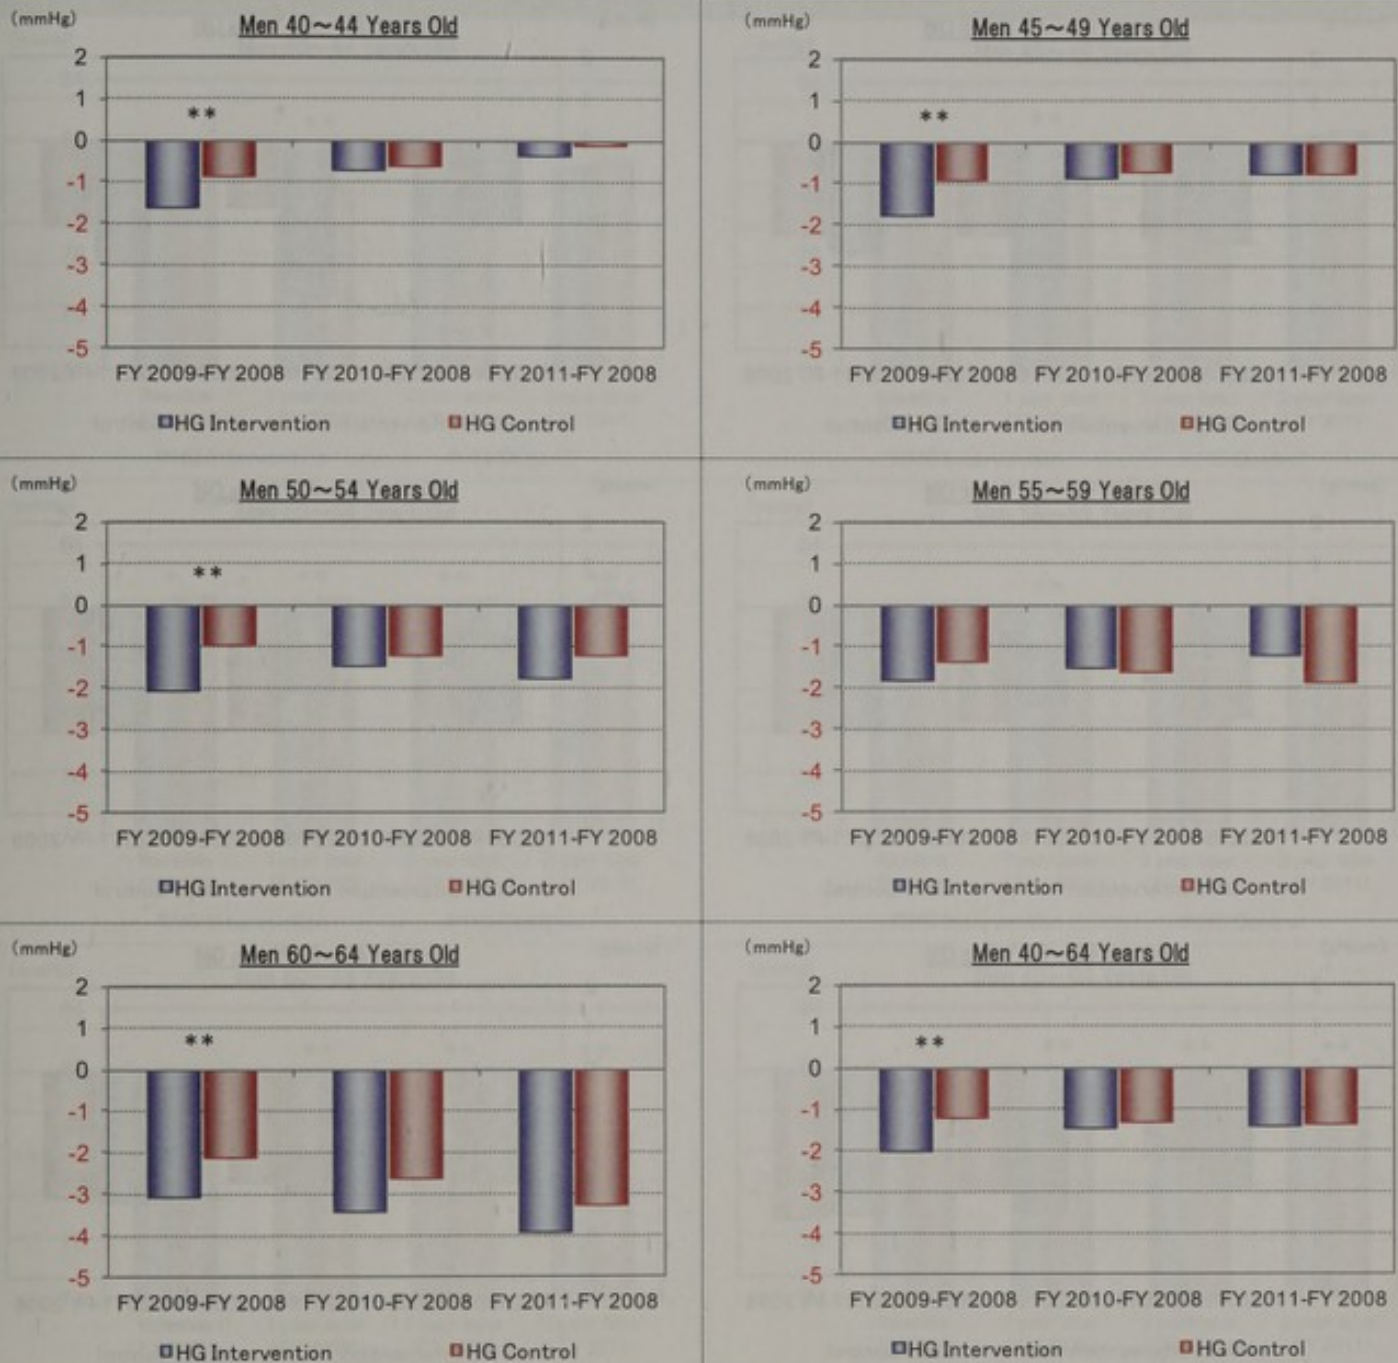 (mmHg)
Men 40～44 Years Old
2
1
**
0
-1
-2
-3
-4
-5
FY 2009-FY 2008 FY 2010-FY 2008 FY 2011-FY 2008
HG Intervention HG Control
(mmHg)
Men 45～49 Years Old
2
1
**
0
-1
-2
-3
-4
-5
FY 2009-FY 2008 FY 2010-FY 2008 FY 2011-FY 2008
HG Intervention HG Control
(mmHg)
Men 50～54 Years Old
2
1
**
0
-1
-2
-3
-4
-5
FY 2009-FY 2008 FY 2010-FY 2008 FY 2011-FY 2008
HG Intervention HG Control
(mmHg)
Men 55～59 Years Old
2
1
0
-1
-2
-3
-4
-5
FY 2009-FY 2008 FY 2010-FY 2008 FY 2011-FY 2008
HG Intervention HG Control
(mmHg)
Men 60～64 Years Old
2
1
**
0
-1
-2
-3
-4
-5
FY 2009-FY 2008 FY 2010-FY 2008 FY 2011-FY 2008
HG Intervention HG Control
(mmHg)
Men 40～64 Years Old
2
1
**
0
-1
-2
-3
-4
-5
FY 2009-FY 2008 FY 2010-FY 2008 FY 2011-FY 2008
HG Intervention HG Control